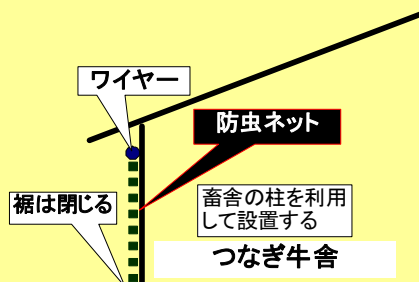 ワイヤー
防虫ネット
裾は閉じる
畜舎の柱を利用
して設置する
つなぎ牛舎